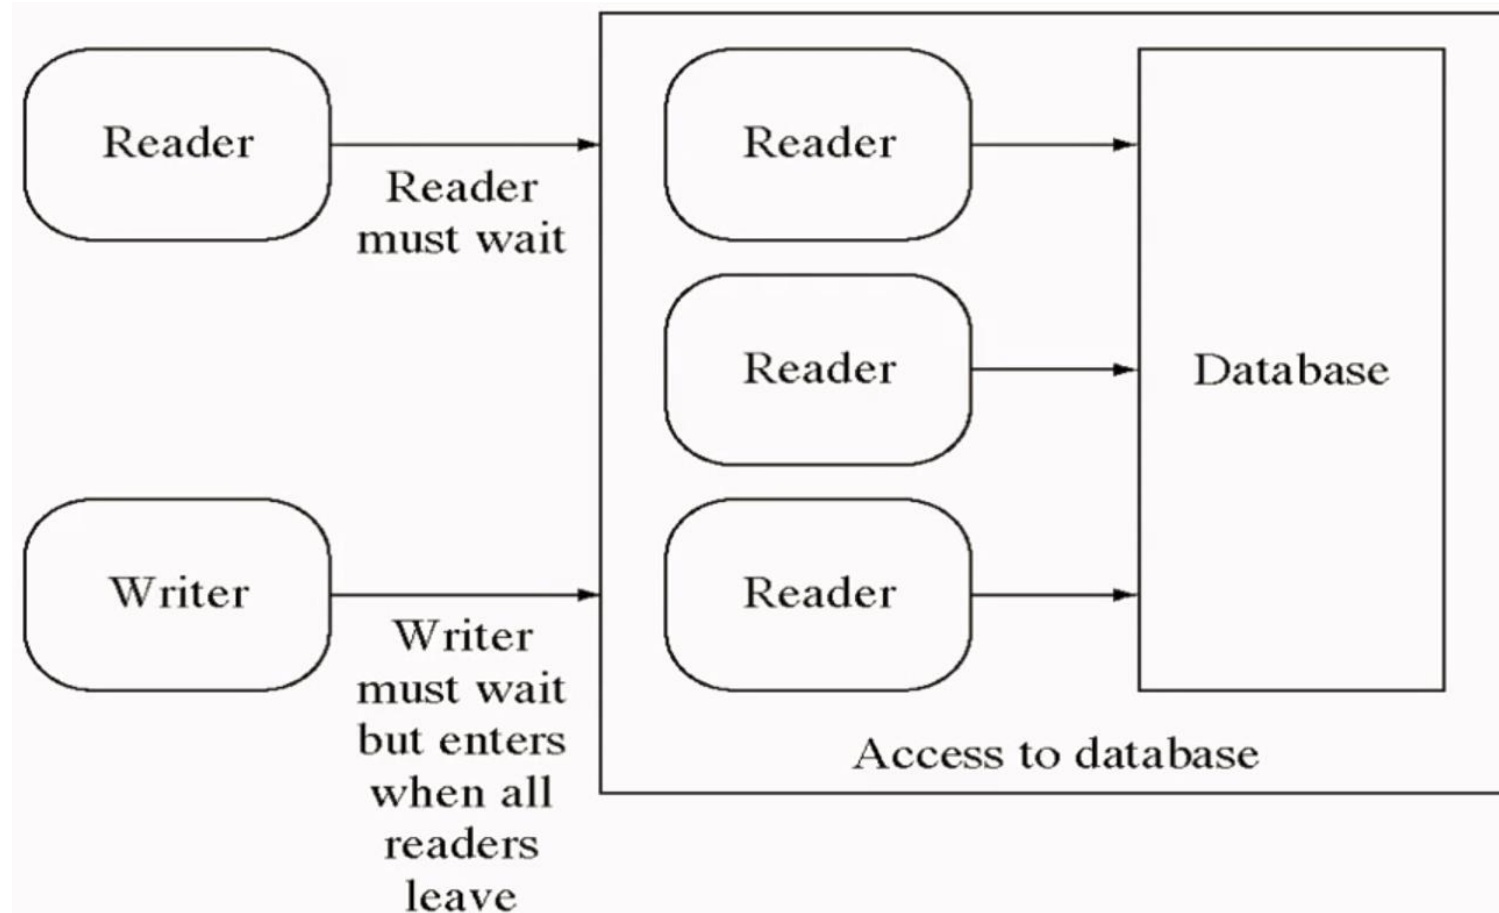 Reader
Reader
must wait
Reader
Reader
Database
Writer
Writer
must wait
but enters
when all
readers
leave
Reader
Access to database